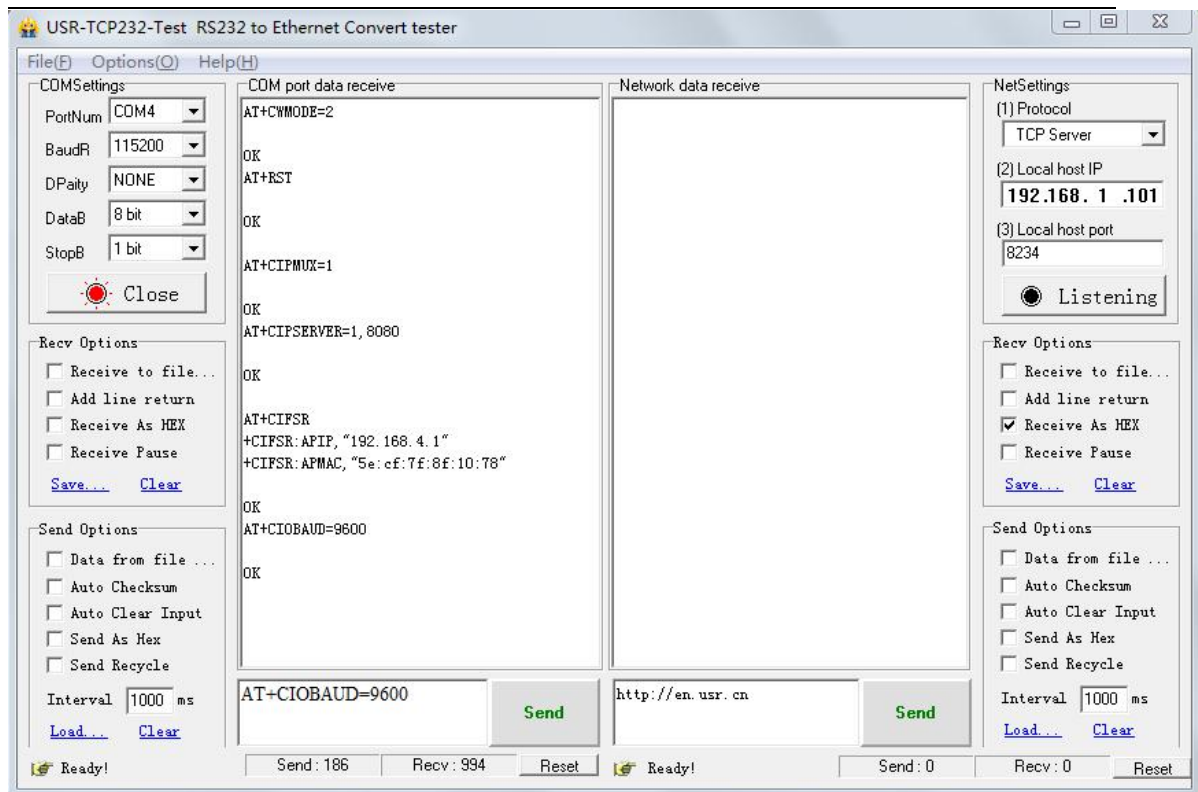 USR-TCP232-Test RS232 to Ethernet Convert tester
File(F) Options(O) Help(H)
COMSettings
PortNum COM4
BaudR 115200
DPaity NONE
DataB 8 bit
StopB 1 bit
Close
Recv Options
Receive to file...
Add line return
Receive As HEX
Receive Pause
Save... Clear
Send Options
Data from file ...
Auto Checksum
Auto Clear Input
Send As Hex
Send Recycle
Interval 1000 ms
Load... Clear
COM port data receive
AT+CWMODE=2
OK
AT+RST
OK
AT+CIPMUX=1
OK
AT+CIPSERVER=1,8080
OK
AT+CIFSR
+CIFSR:APIP,"192.168.4.1"
+CIFSR:APMAC,"5e:cf:7f:8f:10:78"
OK
AT+CIOBAUD=9600
OK
AT+CIOBAUD=9600
Send
Network data receive
http://en.usr.cn
Send
NetSettings
(1) Protocol
TCP Server
(2) Local host IP
192.168. 1 .101
(3) Local host port
8234
Listening
Recv Options
Receive to file...
Add line return
Receive As HEX
Receive Pause
Save... Clear
Send Options
Data from file ...
Auto Checksum
Auto Clear Input
Send As Hex
Send Recycle
Interval 1000 ms
Load... Clear
Ready! Send : 186 Recv : 994 Reset
Ready! Send : 0 Recv : 0 Reset